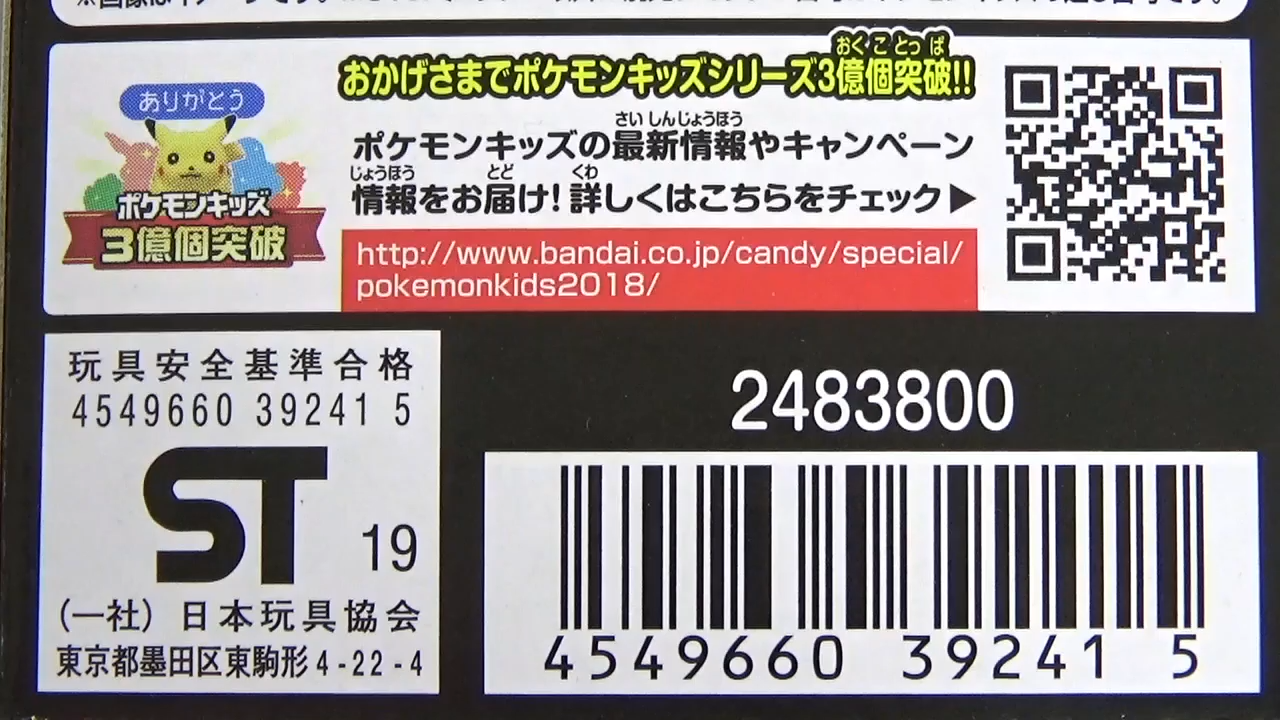 ありがとう
ポケモンキッズ
3億個突破
おく こ とっ ぱ
おかげさまでポケモンキッズシリーズ3億個突破!!
さい しんじょうほう
ポケモンキッズの最新情報やキャンペーン
じょうほう とど くわ
情報をお届け!詳しくはこちらをチェック▶
http://www.bandai.co.jp/candy/special/
pokemonkids2018/
玩具安全基準合格
4549660 39241 5
ST 19
(一社)日本玩具協会
東京都墨田区東駒形4-22-4
2483800
4549660 39241 5